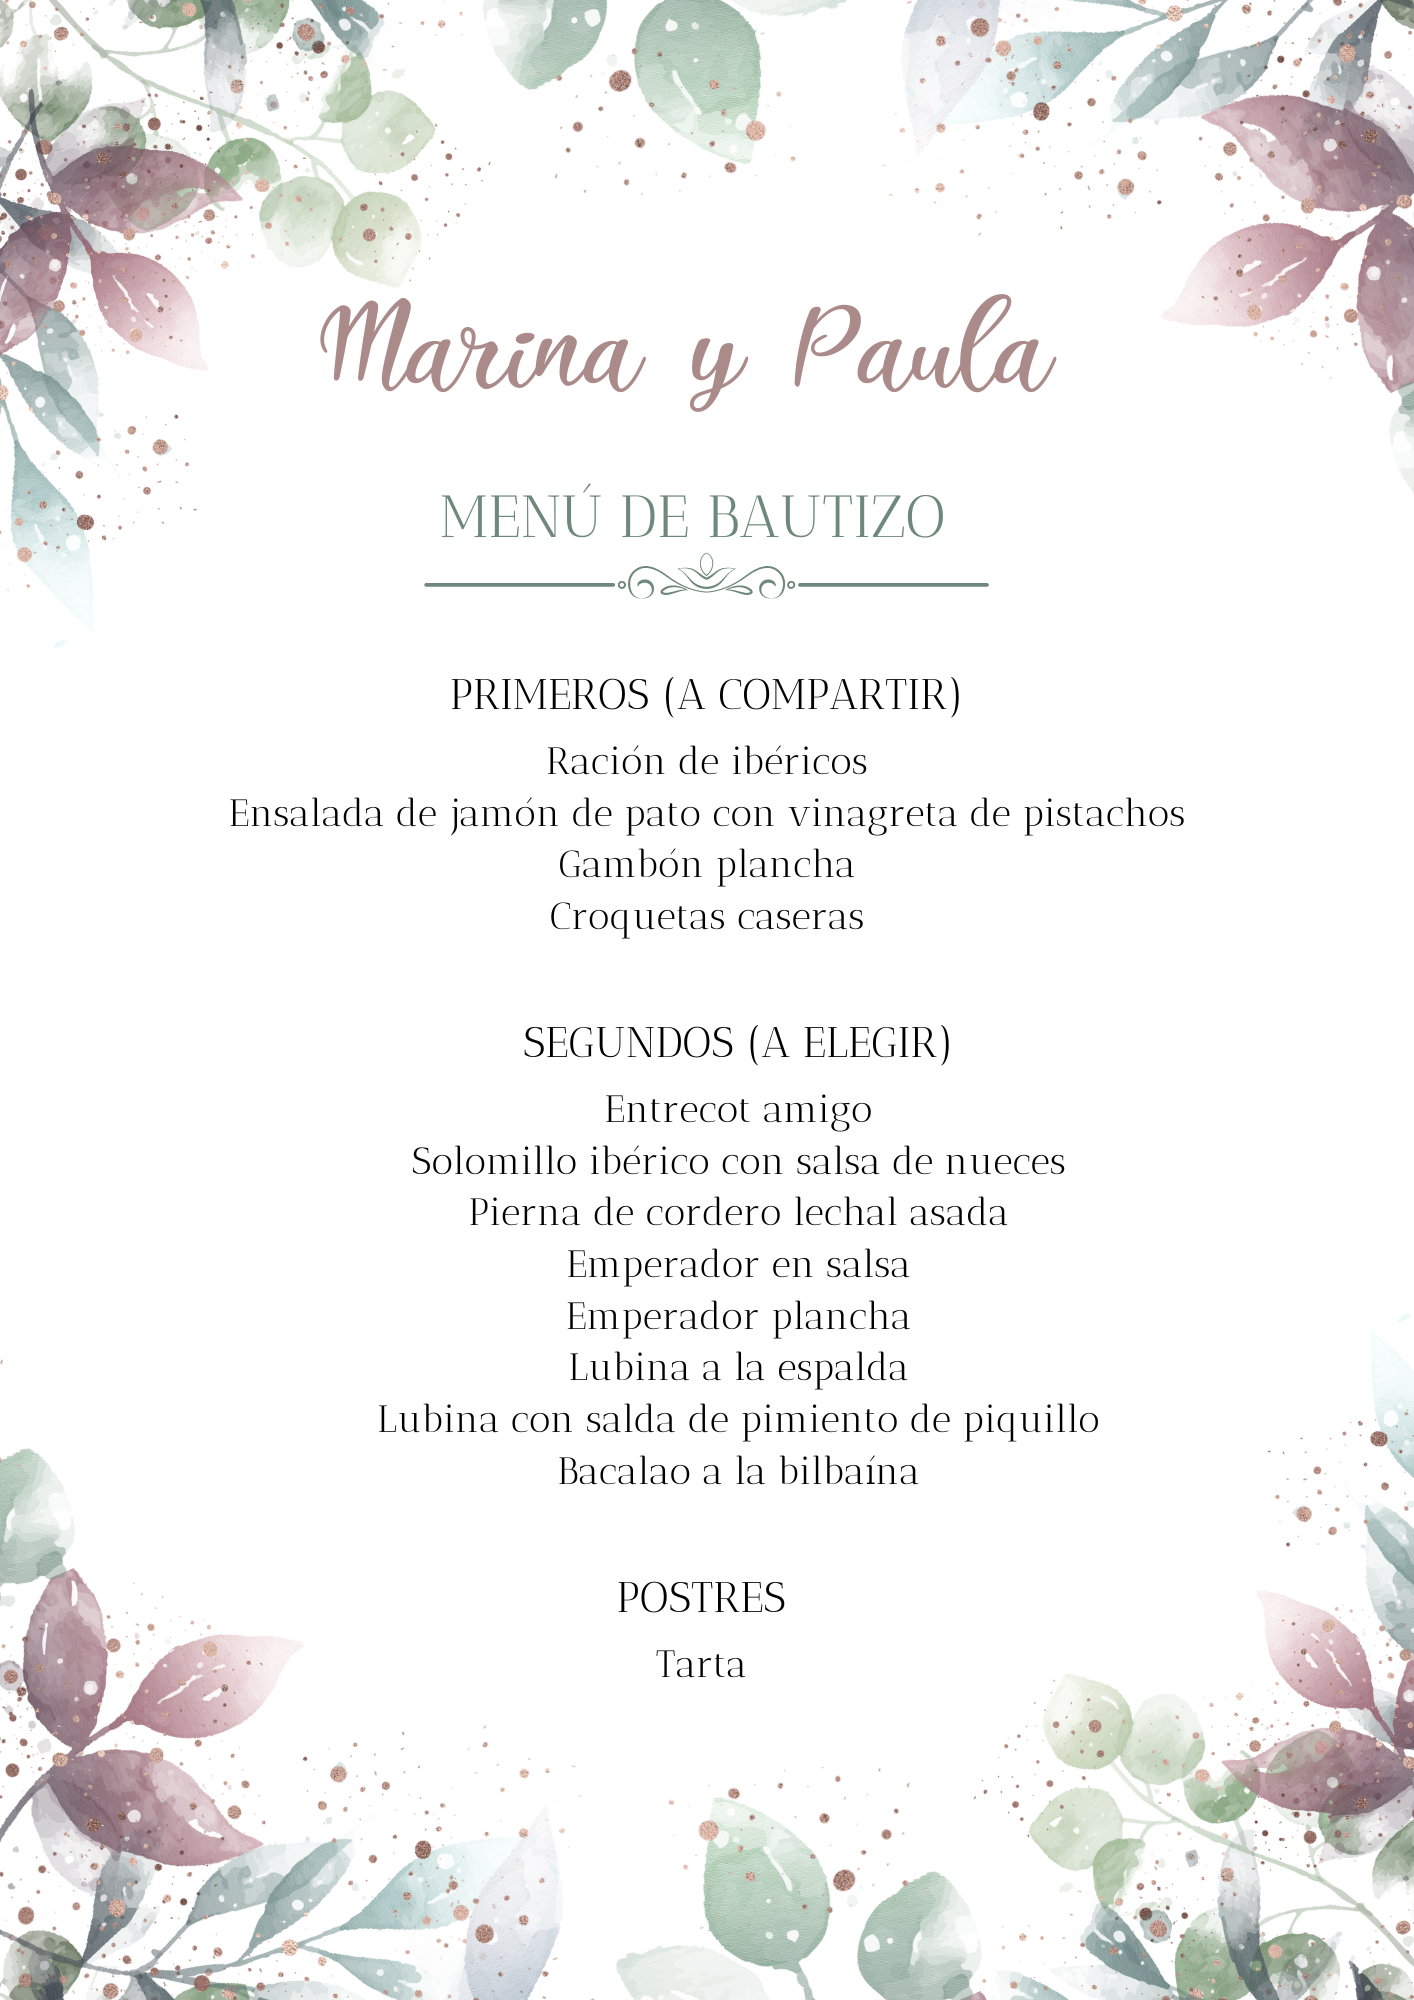 Marina y Paula
MENÚ DE BAUTIZO
PRIMEROS (A COMPARTIR)
Ración de ibéricos
Ensalada de jamón de pato con vinagreta de pistachos
Gambón plancha
Croquetas caseras
SEGUNDOS (A ELEGIR)
Entrecot amigo
Solomillo ibérico con salsa de nueces
Pierna de cordero lechal asada
Emperador en salsa
Emperador plancha
Lubina a la espalda
Lubina con salda de pimiento de piquillo
Bacalao a la bilbaína
POSTRES
Tarta